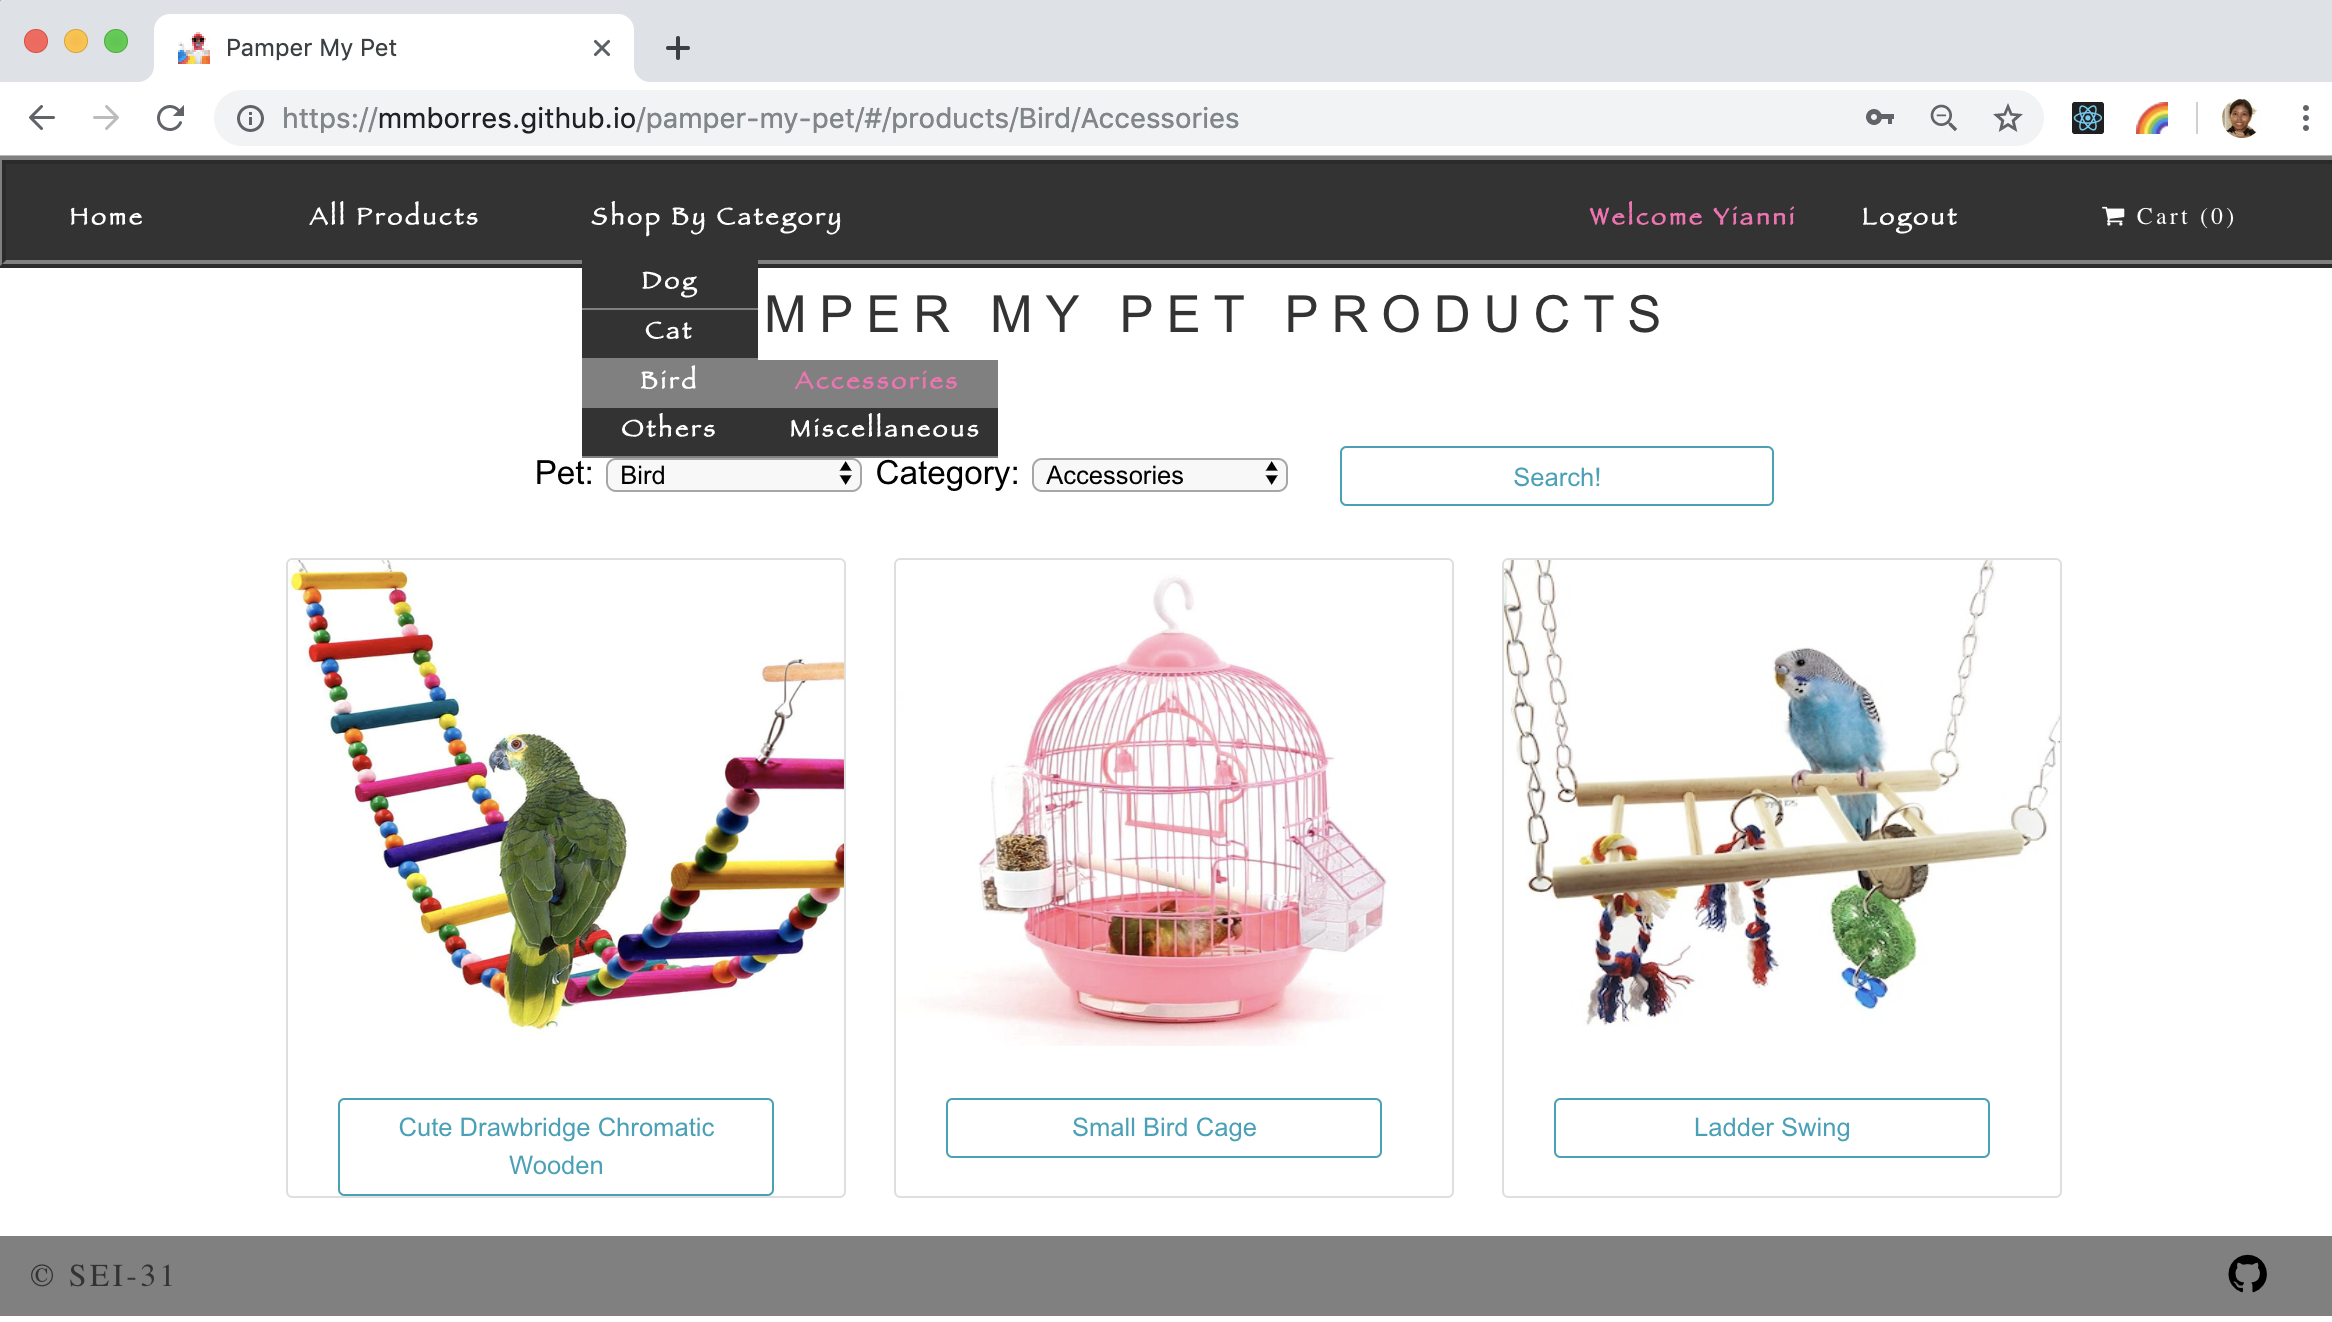 Pamper My Pet
https://mmborres.github.io/pamper-my-pet/#/products/Bird/Accessories
Home All Products Shop By Category Welcome Yianni Logout Cart (0)
Dog
MPER MY PET PRODUCTS
Cat
Bird Accessories
Others Miscellaneous
Pet: Bird Category: Accessories Search!
Cute Drawbridge Chromatic
Wooden
Small Bird Cage
Ladder Swing
© SEI-31